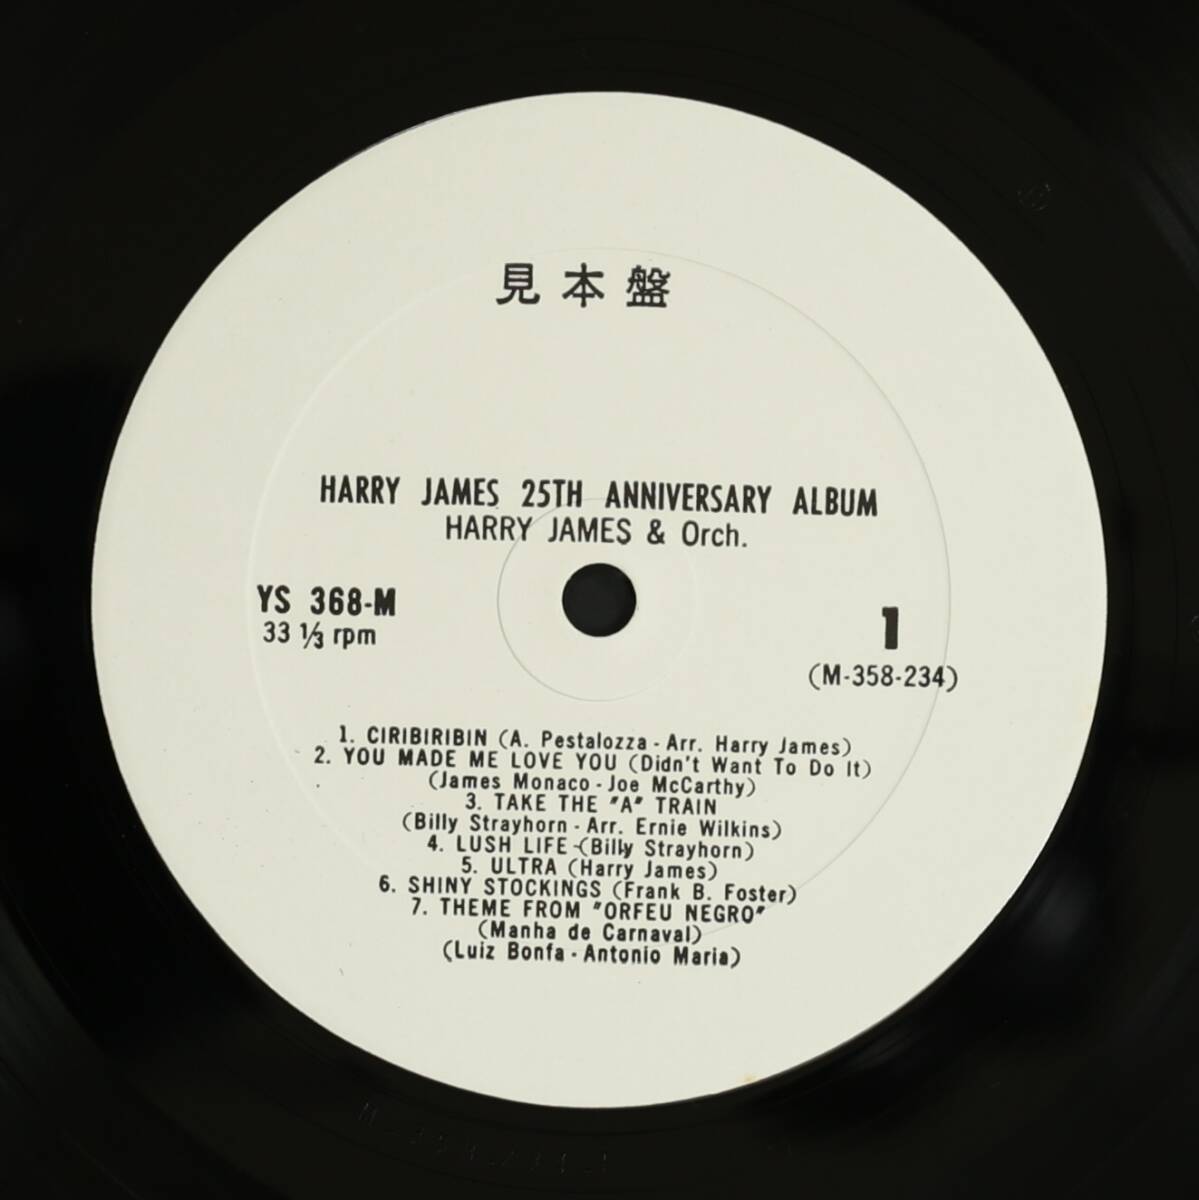 見本盤
HARRY JAMES 25TH ANNIVERSARY ALBUM
HARRY JAMES & Orch.
YS 368-M
33 1/3 rpm
1
(M-358-234)
1. CIRIBIRIBIN (A. Pestalozza - Arr. Harry James)
2. YOU MADE ME LOVE YOU (Didn't Want To Do It)
(James Monaco - Joe McCarthy)
3. TAKE THE "A" TRAIN
(Billy Strayhorn - Arr. Ernie Wilkins)
4. LUSH LIFE - (Billy Strayhorn)
5. ULTRA (Harry James)
6. SHINY STOCKINGS (Frank B. Foster)
7. THEME FROM "ORFEU NEGRO"
(Manha de Carnaval)
(Luiz Bonfa - Antonio Maria)